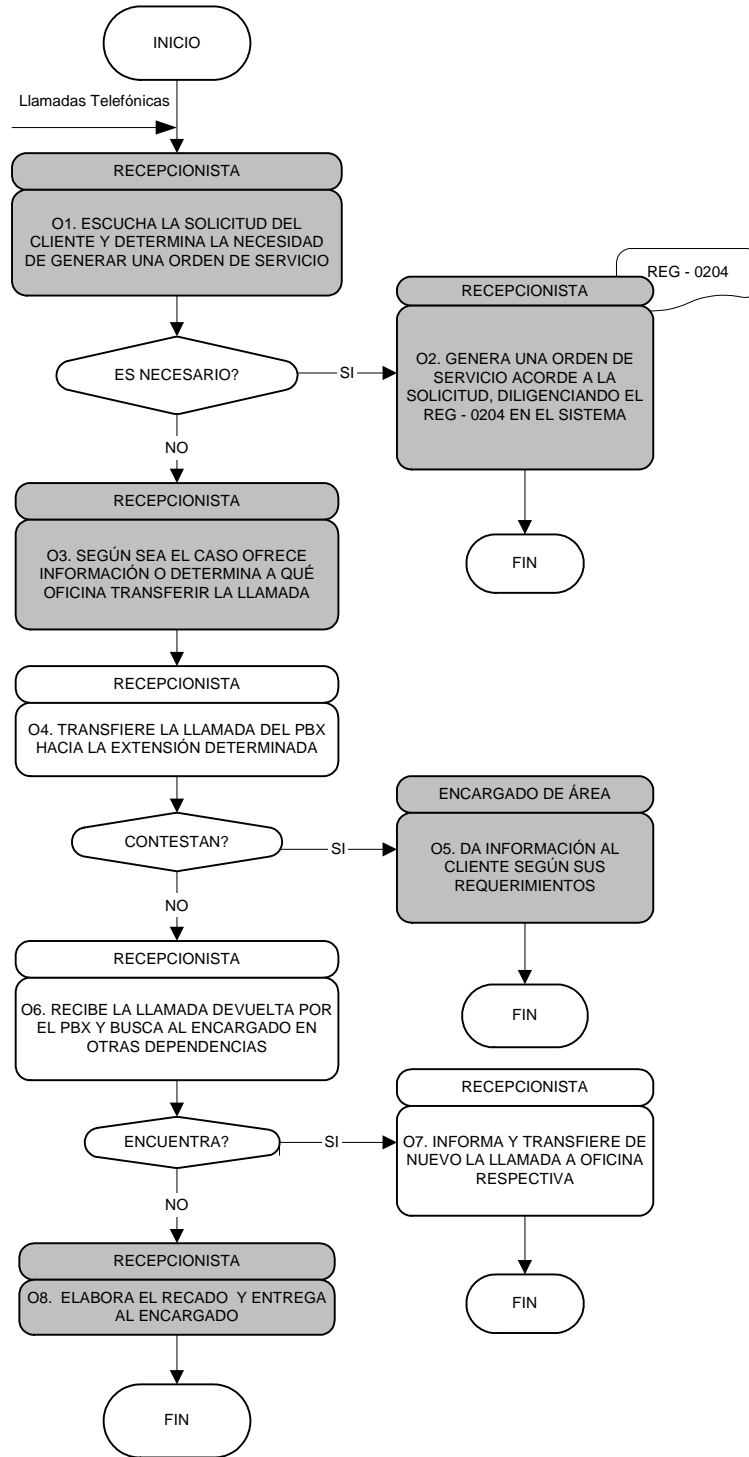 INICIO
Llamadas Telefónicas
RECEPCIONISTA
O1. ESCUCHA LA SOLICITUD DEL
CLIENTE Y DETERMINA LA NECESIDAD
DE GENERAR UNA ORDEN DE SERVICIO
REG - 0204
RECEPCIONISTA
O2. GENERA UNA ORDEN DE
SERVICIO ACORDE A LA
SOLICITUD, DILIGENCIANDO EL
REG - 0204 EN EL SISTEMA
ES NECESARIO?
SI
NO
FIN
RECEPCIONISTA
O3. SEGÚN SEA EL CASO OFRECE
INFORMACIÓN O DETERMINA A QUÉ
OFICINA TRANSFERIR LA LLAMADA
RECEPCIONISTA
O4. TRANSFIERE LA LLAMADA DEL PBX
HACIA LA EXTENSIÓN DETERMINADA
CONTESTAN?
SI
ENCARGADO DE ÁREA
O5. DA INFORMACIÓN AL
CLIENTE SEGÚN SUS
REQUERIMIENTOS
NO
FIN
RECEPCIONISTA
O6. RECIBE LA LLAMADA DEVUELTA POR
EL PBX Y BUSCA AL ENCARGADO EN
OTRAS DEPENDENCIAS
ENCUENTRA?
SI
RECEPCIONISTA
O7. INFORMA Y TRANSFIERE DE
NUEVO LA LLAMADA A OFICINA
RESPECTIVA
NO
FIN
RECEPCIONISTA
O8. ELABORA EL RECADO Y ENTREGA
AL ENCARGADO
FIN